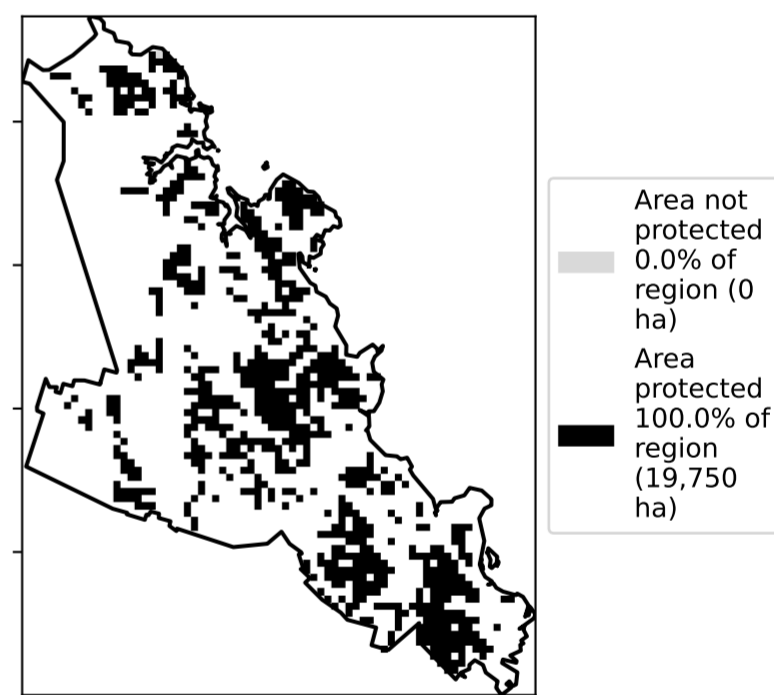 Area not
protected
0.0% of
region (0
ha)
Area
protected
100.0% of
region
(19,750
ha)